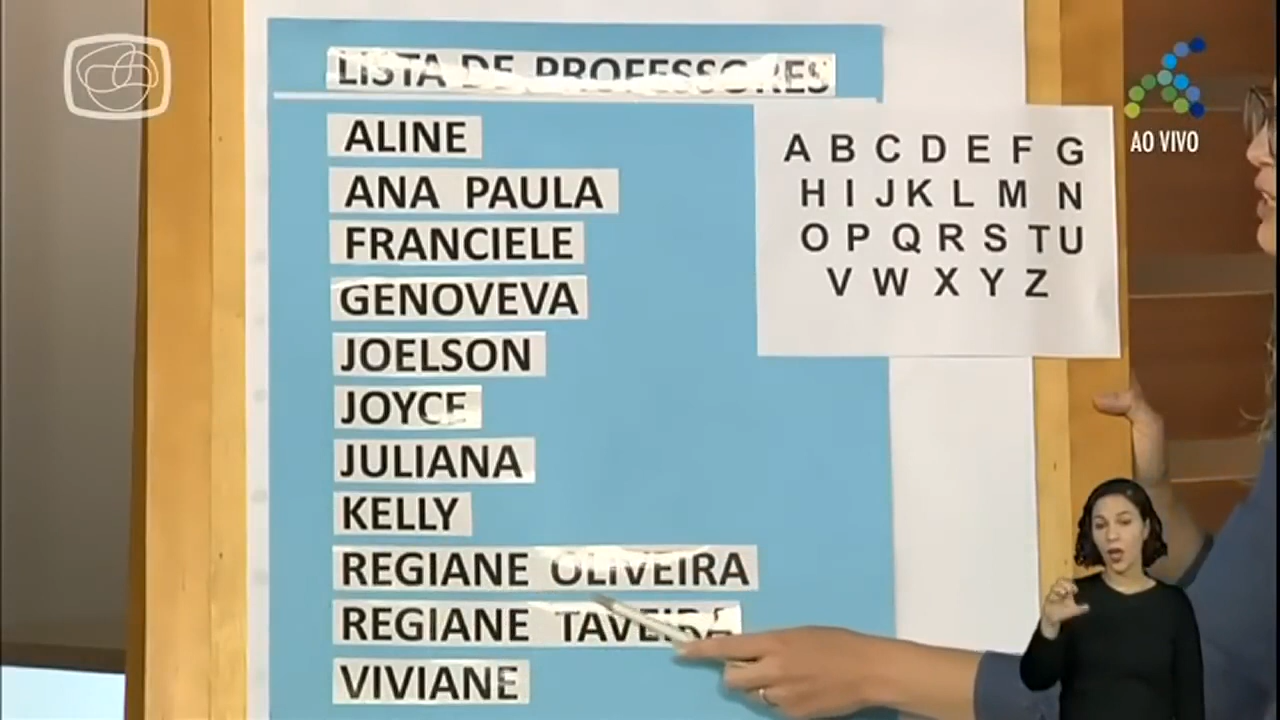 LISTA DE PROFESSORES
ALINE
ANA PAULA
FRANCIELE
GENOVEVA
JOELSON
JOYCE
JULIANA
KELLY
REGIANE OLIVEIRA
REGIANE TAVEIRA
VIVIANE
A B C D E F G
H I J K L M N
O P Q R S T U
V W X Y Z
AO VIVO